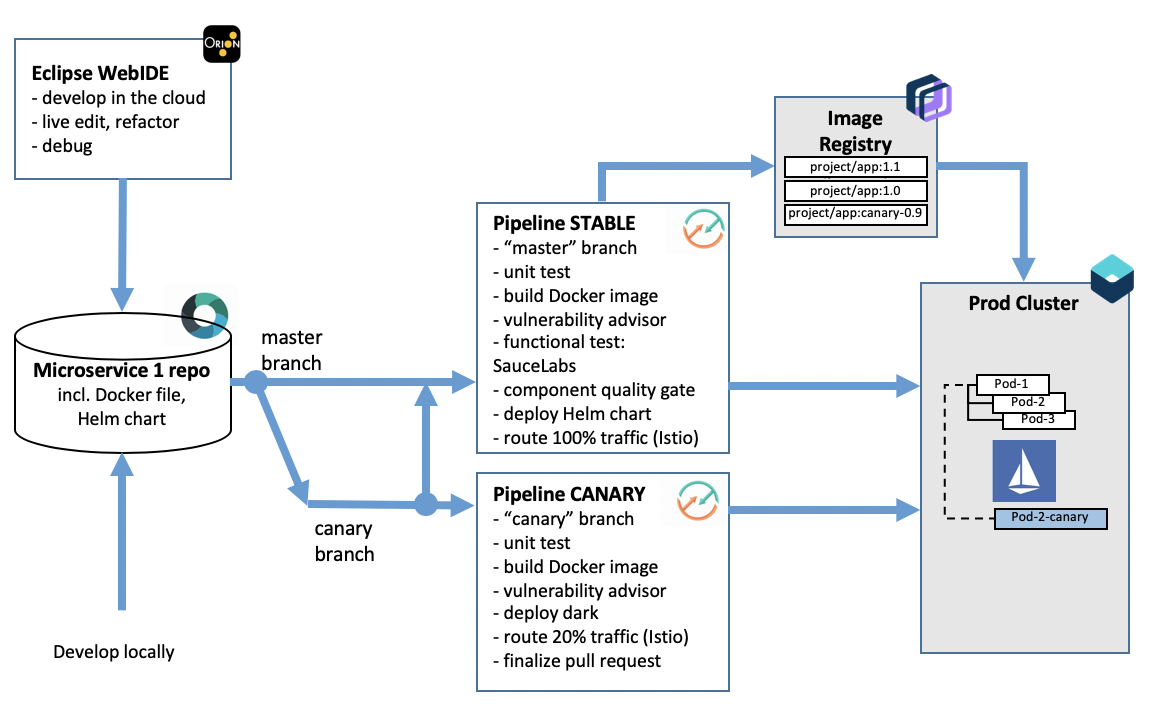 ORION
Eclipse WebIDE
- develop in the cloud
- live edit, refactor
- debug
Microservice 1 repo
incl. Docker file,
Helm chart
Develop locally
master
branch
canary
branch
Pipeline STABLE
- “master” branch
- unit test
- build Docker image
- vulnerability advisor
- functional test:
SauceLabs
- component quality gate
- deploy Helm chart
- route 100% traffic (Istio)
Pipeline CANARY
- “canary” branch
- unit test
- build Docker image
- vulnerability advisor
- deploy dark
- route 20% traffic (Istio)
- finalize pull request
Image
Registry
project/app:1.1
project/app:1.0
project/app:canary-0.9
Prod Cluster
Pod-1
Pod-2
Pod-3
Pod-2-canary